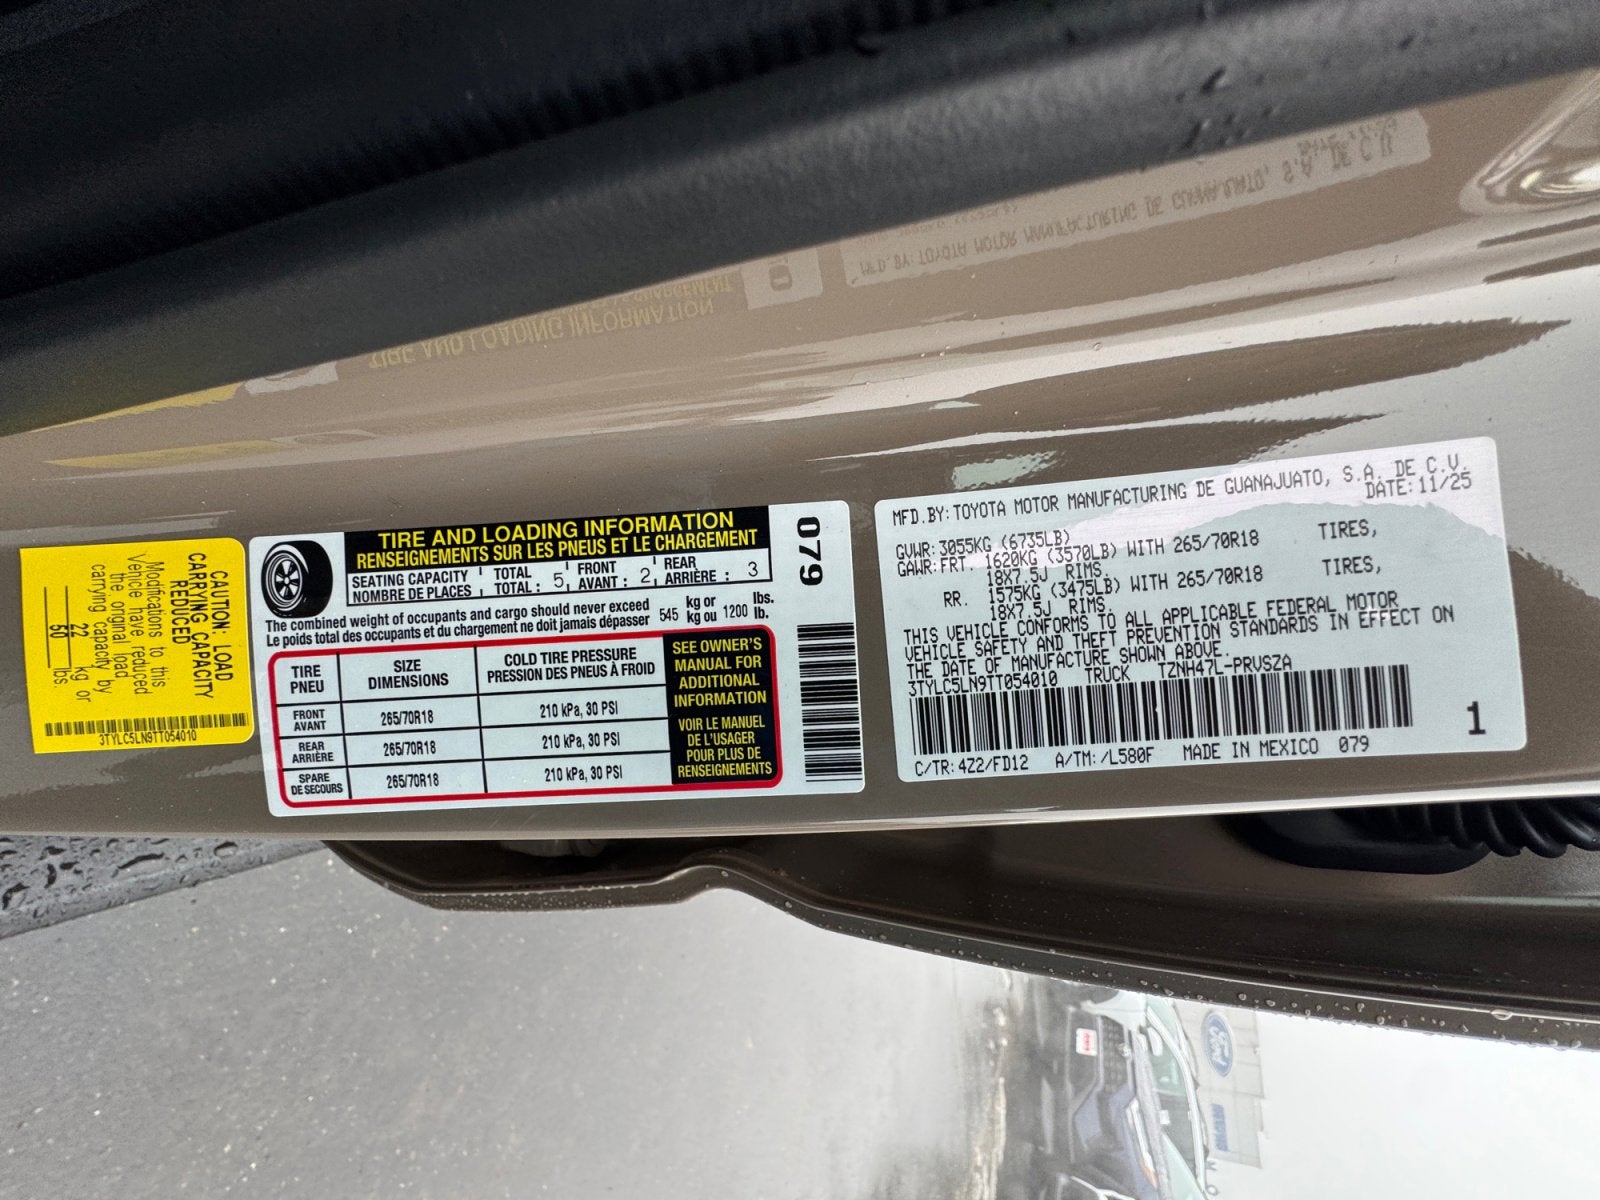 CAUTION: LOAD
CARRYING CAPACITY
REDUCED
Modifications to this
Vehicle have reduced
the original load
carrying capacity by
22 kg or
50 lbs
3TYLC5LN9TT054010
TIRE AND LOADING INFORMATION
RENSEIGNEMENTS SUR LES PNEUS ET LE CHARGEMENT
SEATING CAPACITY
NOMBRE DE PLACES
TOTAL
TOTAL : 5
FRONT
AVANT : 2
REAR
ARRIÈRE : 3
The combined weight of occupants and cargo should never exceed 545 kg or 1200 lbs.
Le poids total des occupants et du chargement ne doit jamais dépasser kg ou lb.
TIRE
PNEU
SIZE
DIMENSIONS
COLD TIRE PRESSURE
PRESSION DES PNEUS À FROID
FRONT
AVANT
265/70R18
210 kPa, 30 PSI
REAR
ARRIÈRE
265/70R18
210 kPa, 30 PSI
SPARE
DE SECOURS
265/70R18
210 kPa, 30 PSI
SEE OWNER'S
MANUAL FOR
ADDITIONAL
INFORMATION
VOIR LE MANUEL
DE L'USAGER
POUR PLUS DE
RENSEIGNEMENTS
079
MFD.BY:TOYOTA MOTOR MANUFACTURING DE GUANAJUATO, S.A. DE C.V.
DATE:11/25
GVWR:3055KG (6735LB)
GAWR:FRT. 1620KG (3570LB) WITH 265/70R18 TIRES,
18X7.5J RIMS.
RR. 1575KG (3475LB) WITH 265/70R18 TIRES,
18X7.5J RIMS.
THIS VEHICLE CONFORMS TO ALL APPLICABLE FEDERAL MOTOR
VEHICLE SAFETY AND THEFT PREVENTION STANDARDS IN EFFECT ON
THE DATE OF MANUFACTURE SHOWN ABOVE.
3TYLC5LN9TT054010 TRUCK TZNH47L-PRVSZA
1
C/TR:4Z2/FD12 A/TM:/L580F MADE IN MEXICO 079
Ford